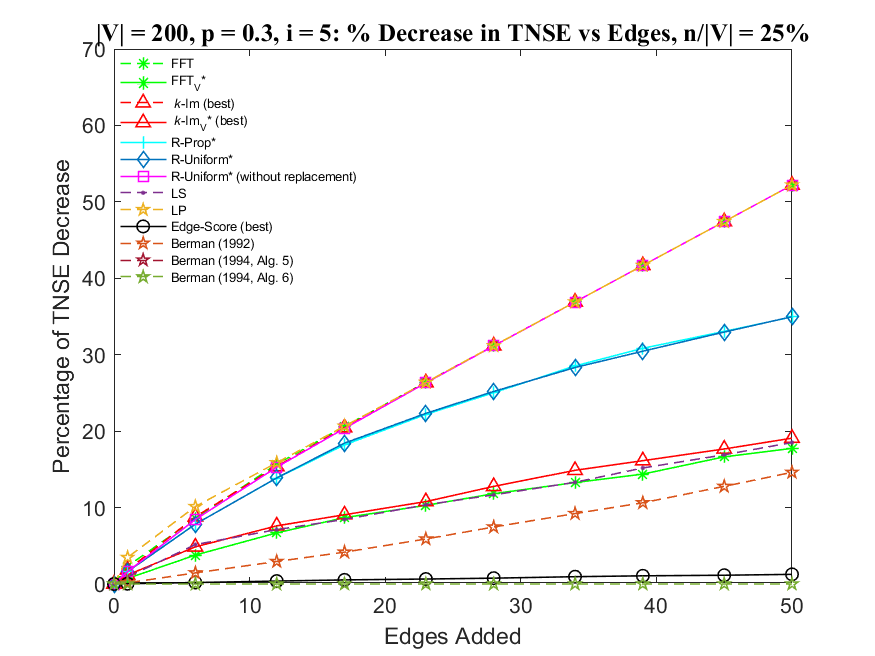 |V| = 200, p = 0.3, i = 5: % Decrease in TNSE vs Edges, n/|V| = 25%
70
60
50
40
30
20
10
0
Percentage of TNSE Decrease
FFT
FFT_V*
k-lm (best)
k-lm_V* (best)
R-Prop*
R-Uniform*
R-Uniform* (without replacement)
LS
LP
Edge-Score (best)
Berman (1992)
Berman (1994, Alg. 5)
Berman (1994, Alg. 6)
0 10 20 30 40 50
Edges Added